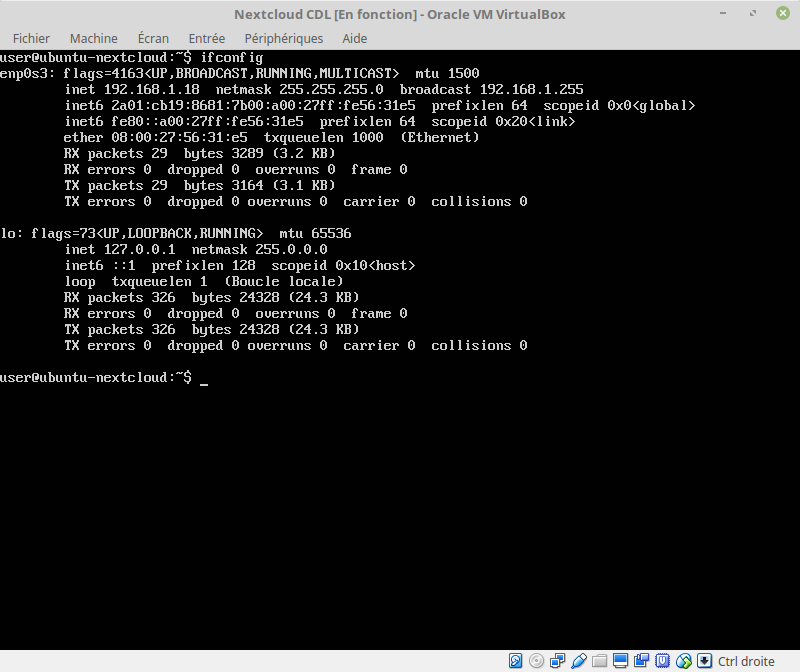 Nextcloud CDL [En fonction] - Oracle VM VirtualBox
Fichier Machine Écran Entrée Périphériques Aide
user@ubuntu-nextcloud:~$ ifconfig
enp0s3: flags=4163<UP,BROADCAST,RUNNING,MULTICAST>  mtu 1500
        inet 192.168.1.18  netmask 255.255.255.0  broadcast 192.168.1.255
        inet6 2a01:cb19:8681:7b00:a00:27ff:fe56:31e5  prefixlen 64  scopeid 0x0<global>
        inet6 fe80::a00:27ff:fe56:31e5  prefixlen 64  scopeid 0x20<link>
        ether 08:00:27:56:31:e5  txqueuelen 1000  (Ethernet)
        RX packets 29  bytes 3289 (3.2 KB)
        RX errors 0  dropped 0  overruns 0  frame 0
        TX packets 29  bytes 3164 (3.1 KB)
        TX errors 0  dropped 0 overruns 0  carrier 0  collisions 0
lo: flags=73<UP,LOOPBACK,RUNNING>  mtu 65536
        inet 127.0.0.1  netmask 255.0.0.0
        inet6 ::1  prefixlen 128  scopeid 0x10<host>
        loop  txqueuelen 1  (Boucle locale)
        RX packets 326  bytes 24328 (24.3 KB)
        RX errors 0  dropped 0  overruns 0  frame 0
        TX packets 326  bytes 24328 (24.3 KB)
        TX errors 0  dropped 0 overruns 0  carrier 0  collisions 0
user@ubuntu-nextcloud:~$ _
Ctrl droite